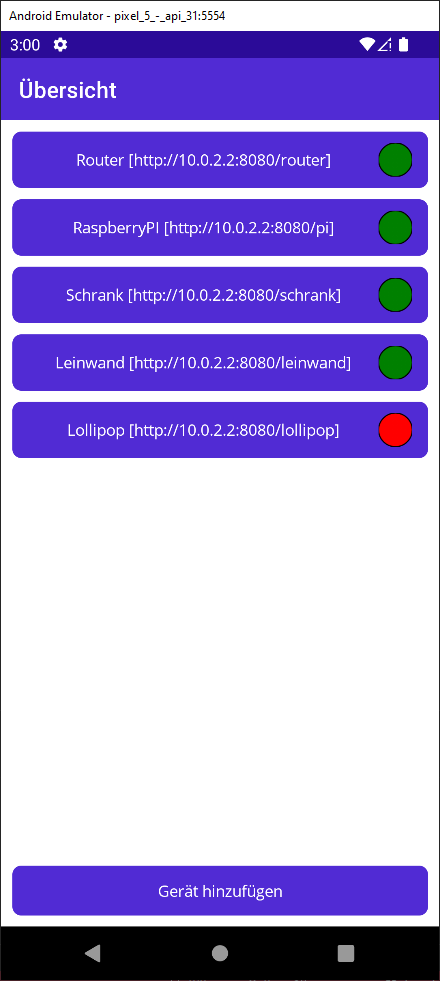 Android Emulator - pixel_5_-_api_31:5554
3:00
Übersicht
Router [http://10.0.2.2:8080/router]
RaspberryPI [http://10.0.2.2:8080/pi]
Schrank [http://10.0.2.2:8080/schrank]
Leinwand [http://10.0.2.2:8080/leinwand]
Lollipop [http://10.0.2.2:8080/lollipop]
Gerät hinzufügen